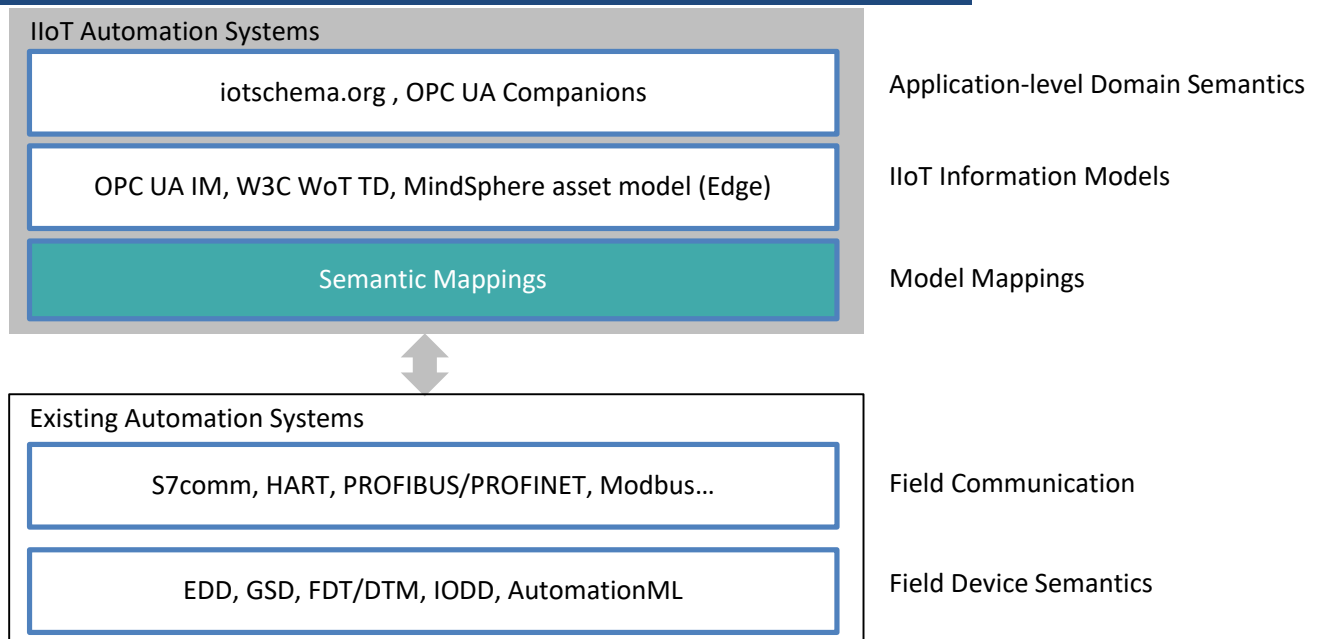 IIoT Automation Systems
iotschema.org , OPC UA Companions
Application-level Domain Semantics
OPC UA IM, W3C WoT TD, MindSphere asset model (Edge)
IIoT Information Models
Semantic Mappings
Model Mappings
Existing Automation Systems
S7comm, HART, PROFIBUS/PROFINET, Modbus…
Field Communication
EDD, GSD, FDT/DTM, IODD, AutomationML
Field Device Semantics